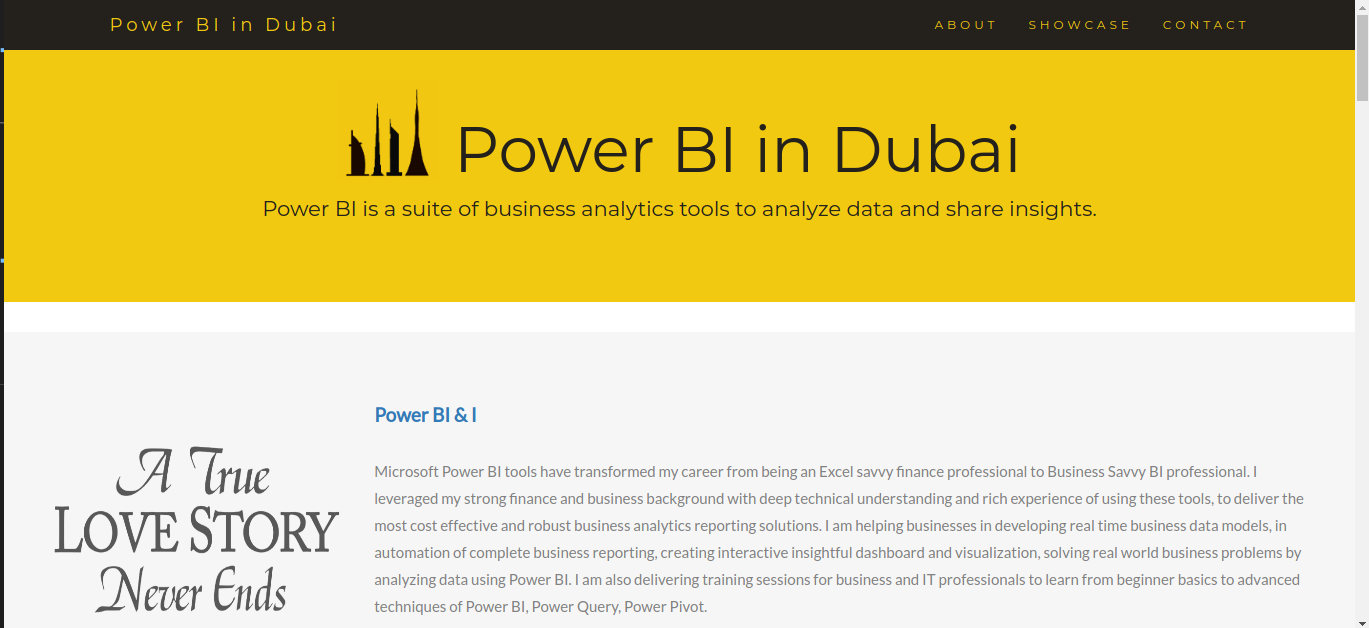 Power BI in Dubai
ABOUT SHOWCASE CONTACT
Power BI in Dubai
Power BI is a suite of business analytics tools to analyze data and share insights.
A True
LOVE STORY
Never Ends
Power BI & I
Microsoft Power BI tools have transformed my career from being an Excel savvy finance professional to Business Savvy BI professional. I
leveraged my strong finance and business background with deep technical understanding and rich experience of using these tools, to deliver the
most cost effective and robust business analytics reporting solutions. I am helping businesses in developing real time business data models, in
automation of complete business reporting, creating interactive insightful dashboard and visualization, solving real world business problems by
analyzing data using Power BI. I am also delivering training sessions for business and IT professionals to learn from beginner basics to advanced
techniques of Power BI, Power Query, Power Pivot.